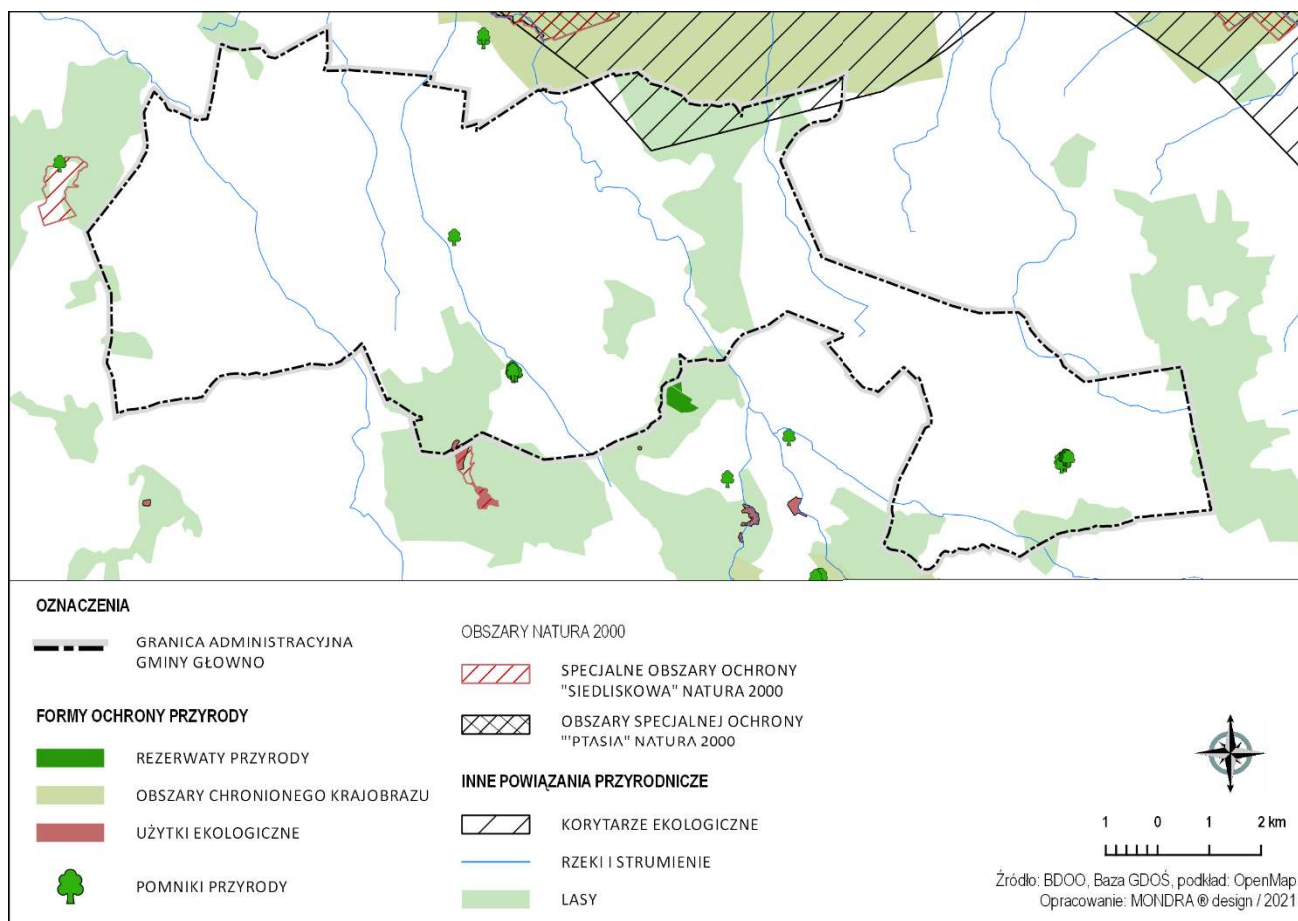 OZNACZENIA
GRANICA ADMINISTRACYJNA
GMINY GŁOWNO
FORMY OCHRONY PRZYRODY
REZERWATY PRZYRODY
OBSZARY CHRONIONEGO KRAJOBRAZU
UŻYTKI EKOLOGICZNE
POMNIKI PRZYRODY
OBSZARY NATURA 2000
SPECJALNE OBSZARY OCHRONY
"SIEDLISKOWA" NATURA 2000
OBSZARY SPECJALNEJ OCHRONY
"'PTASIA" NATURA 2000
INNE POWIĄZANIA PRZYRODNICZE
KORYTARZE EKOLOGICZNE
RZEKI I STRUMIENIE
LASY
1 0 1 2 km
Źródło: BDOO, Baza GDOŚ, podkład: OpenMap
Opracowanie: MONDRA ® design / 2021